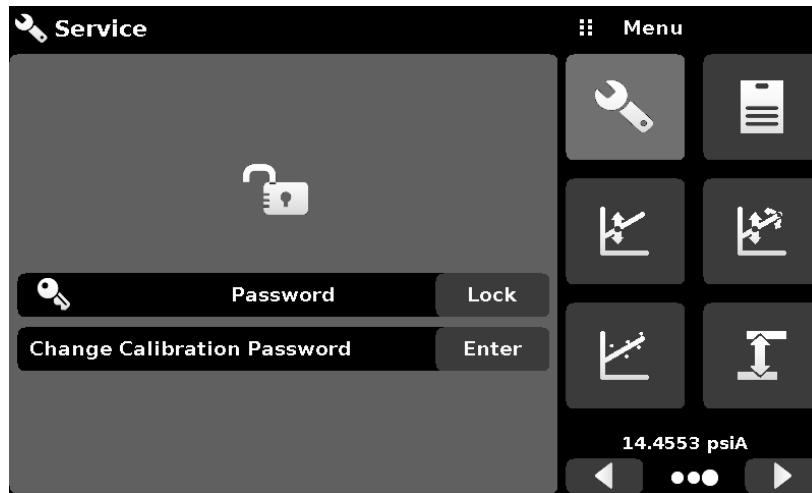 Service
Menu
Password
Lock
Change Calibration Password
Enter
14.4553 psiA